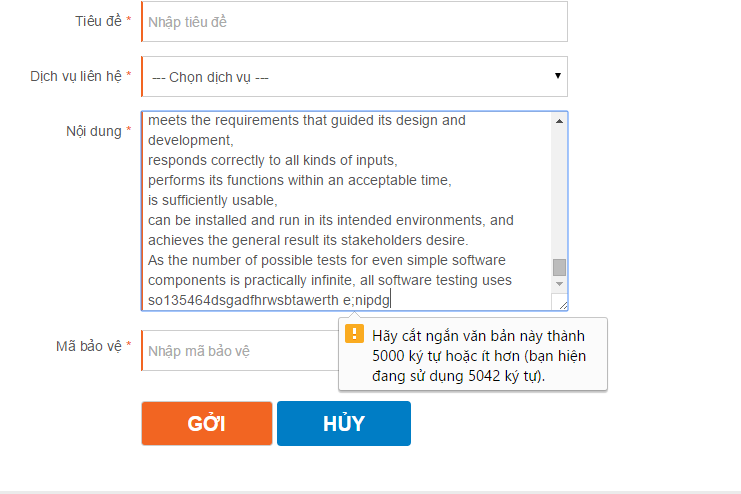 Tiêu đề *
Nhập tiêu đề
Dịch vụ liên hệ *
--- Chọn dịch vụ ---
Nội dung *
meets the requirements that guided its design and
development,
responds correctly to all kinds of inputs,
performs its functions within an acceptable time,
is sufficiently usable,
can be installed and run in its intended environments, and
achieves the general result its stakeholders desire.
As the number of possible tests for even simple software
components is practically infinite, all software testing uses
so135464dsgadfhrwsbtawerth e;nipdg
Hãy cắt ngắn văn bản này thành
5000 ký tự hoặc ít hơn (bạn hiện
đang sử dụng 5042 ký tự).
Mã bảo vệ *
Nhập mã bảo vệ
GỞI
HỦY